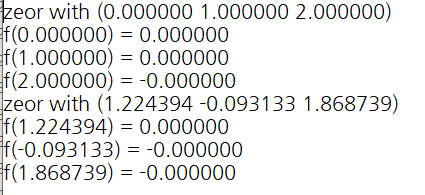 zeor with (0.000000 1.000000 2.000000)
f(0.000000) = 0.000000
f(1.000000) = 0.000000
f(2.000000) = -0.000000
zeor with (1.224394 -0.093133 1.868739)
f(1.224394) = 0.000000
f(-0.093133) = -0.000000
f(1.868739) = -0.000000